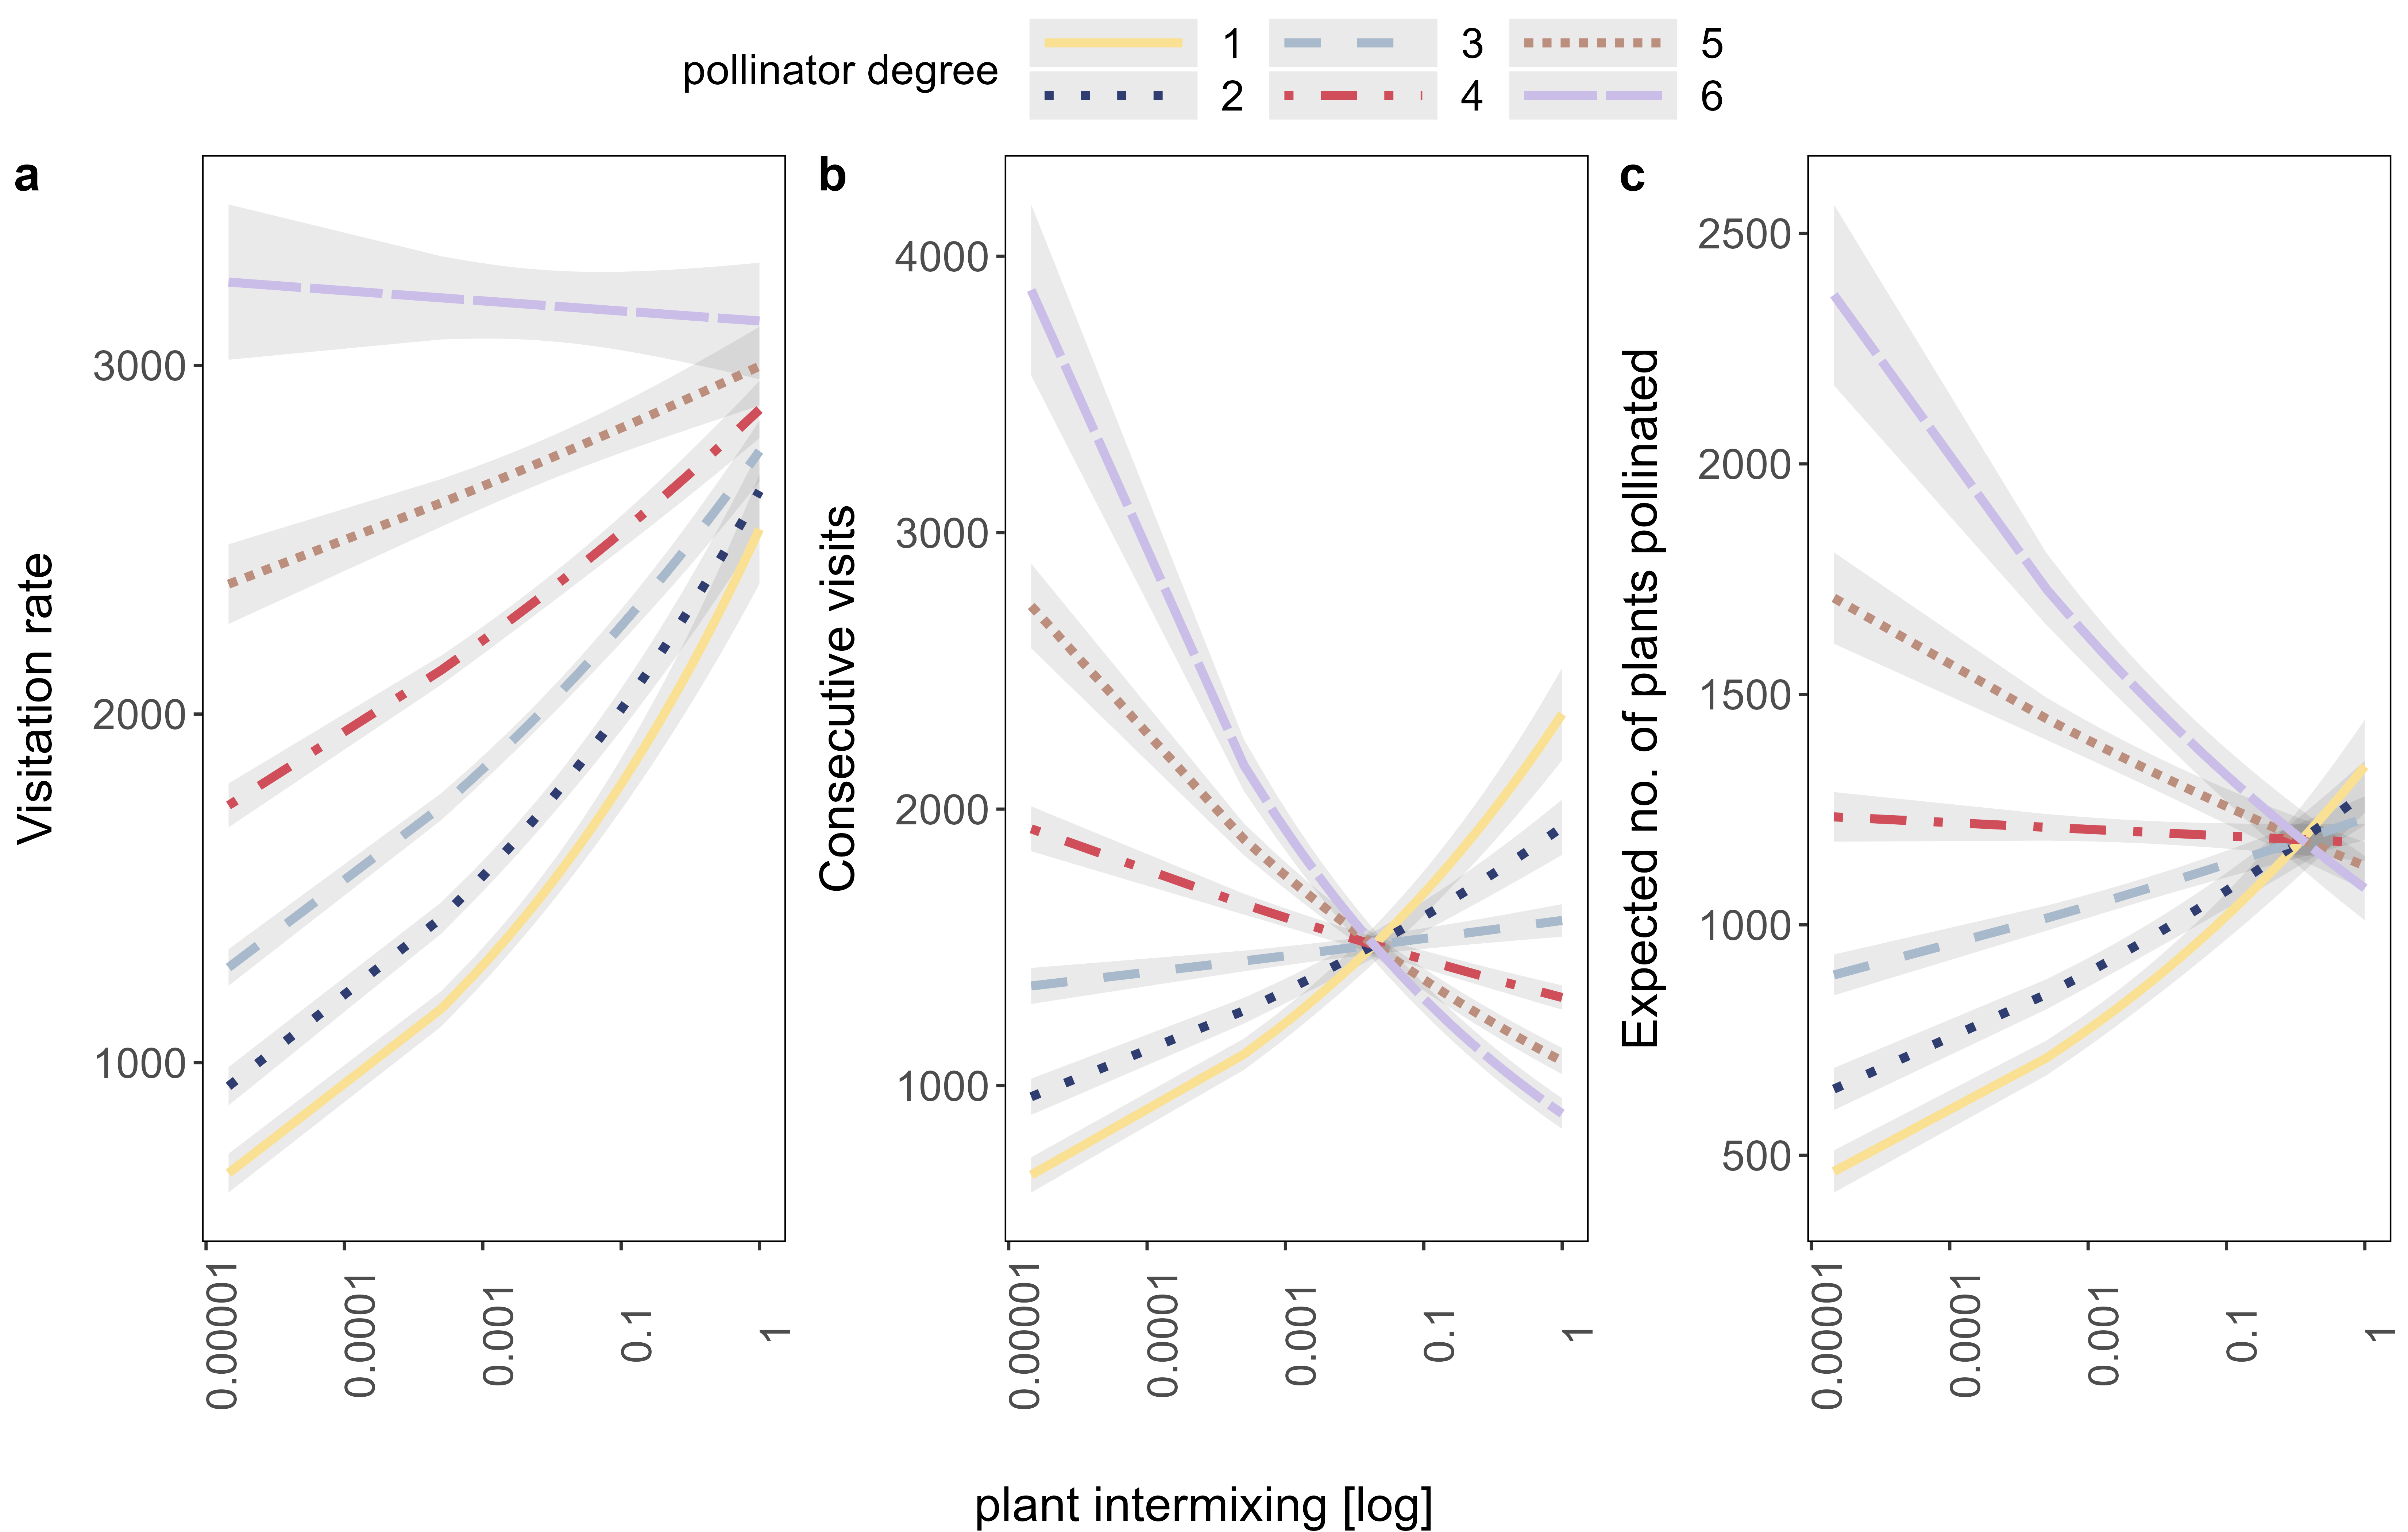 pollinator degree
1 3 5
2 4 6
a
Visitation rate
3000
2000
1000
0.00001 0.0001 0.001 0.1 1
b
Consecutive visits
4000
3000
2000
1000
0.00001 0.0001 0.001 0.1 1
c
Expected no. of plants pollinated
2500
2000
1500
1000
500
0.00001 0.0001 0.001 0.1 1
plant intermixing [log]